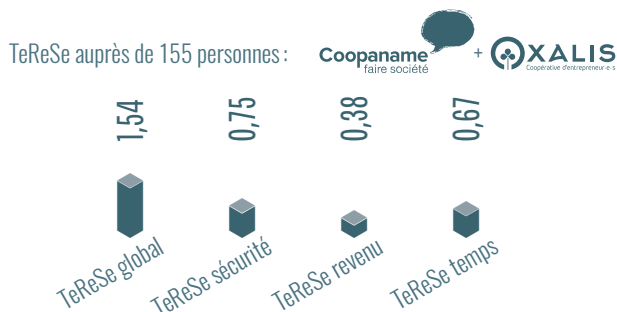 TeReSe auprès de 155 personnes :
Coopaname
faire société
+
OXALIS
Coopérative d'entrepreneur·e·s
1,54
0,75
0,38
0,67
TeReSe global
TeReSe sécurité
TeReSe revenu
TeReSe temps